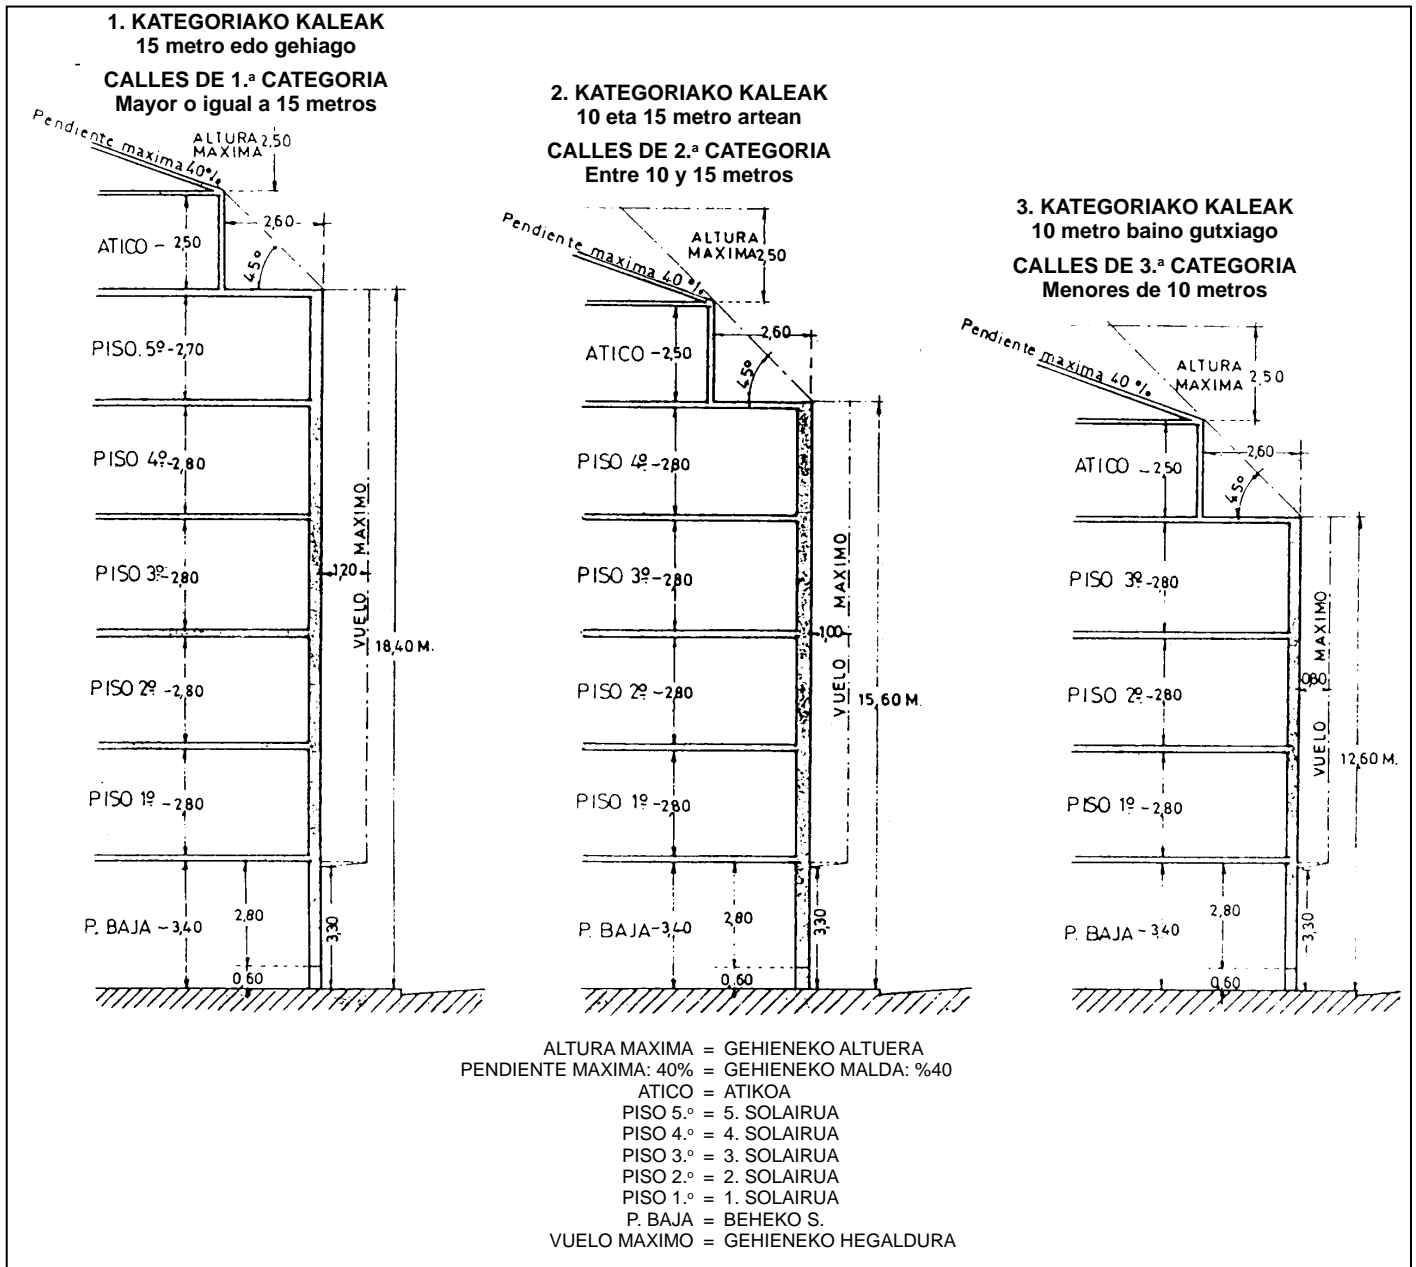 1. KATEGORIAKO KALEAK
15 metro edo gehiago
CALLES DE 1.ª CATEGORIA
Mayor o igual a 15 metros
Pendiente maxima 40%
ALTURA MAXIMA 2,50
2,60
45º
ATICO - 2,50
PISO. 5º - 2,70
PISO 4º - 2,80
PISO 3º - 2,80
PISO 2º - 2,80
PISO 1º - 2,80
P. BAJA - 3,40
1,20
VUELO MAXIMO
18,40 M.
2,80
0,60
3,30
2. KATEGORIAKO KALEAK
10 eta 15 metro artean
CALLES DE 2.ª CATEGORIA
Entre 10 y 15 metros
Pendiente maxima 40%
ALTURA
MAXIMA 2,50
2,60
45º
ATICO - 2,50
PISO 4º - 2,80
PISO 3º - 2,80
PISO 2º - 2,80
PISO 1º - 2,80
P. BAJA - 3,40
1,00
VUELO MAXIMO
15,60 M.
2,80
0,60
3,30
3. KATEGORIAKO KALEAK
10 metro baino gutxiago
CALLES DE 3.ª CATEGORIA
Menores de 10 metros
Pendiente maxima 40%
ALTURA
MAXIMA 2,50
2,60
45º
ATICO - 2,50
PISO 3º - 2,80
PISO 2º - 2,80
PISO 1º - 2,80
P. BAJA - 3,40
0,80
VUELO MAXIMO
12,60 M.
2,80
0,60
3,30
ALTURA MAXIMA = GEHIENEKO ALTUERA
PENDIENTE MAXIMA: 40% = GEHIENEKO MALDA: %40
ATICO = ATIKOA
PISO 5.º = 5. SOLAIRUA
PISO 4.º = 4. SOLAIRUA
PISO 3.º = 3. SOLAIRUA
PISO 2.º = 2. SOLAIRUA
PISO 1.º = 1. SOLAIRUA
P. BAJA = BEHEKO S.
VUELO MAXIMO = GEHIENEKO HEGALDURA